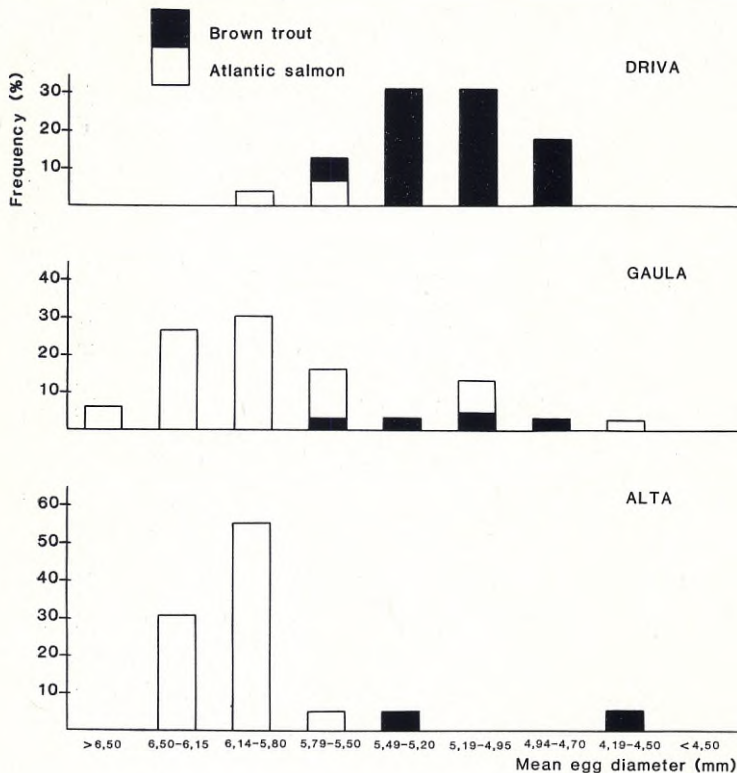 Brown trout
Atlantic salmon
DRIVA
Frequency (%)
30
20
10
GAULA
40
30
20
10
ALTA
60
50
40
30
20
10
>6,50 6,50-6,15 6,14-5,80 5,79-5,50 5,49-5,20 5,19-4,95 4,94-4,70 4,19-4,50 <4,50
Mean egg diameter (mm)